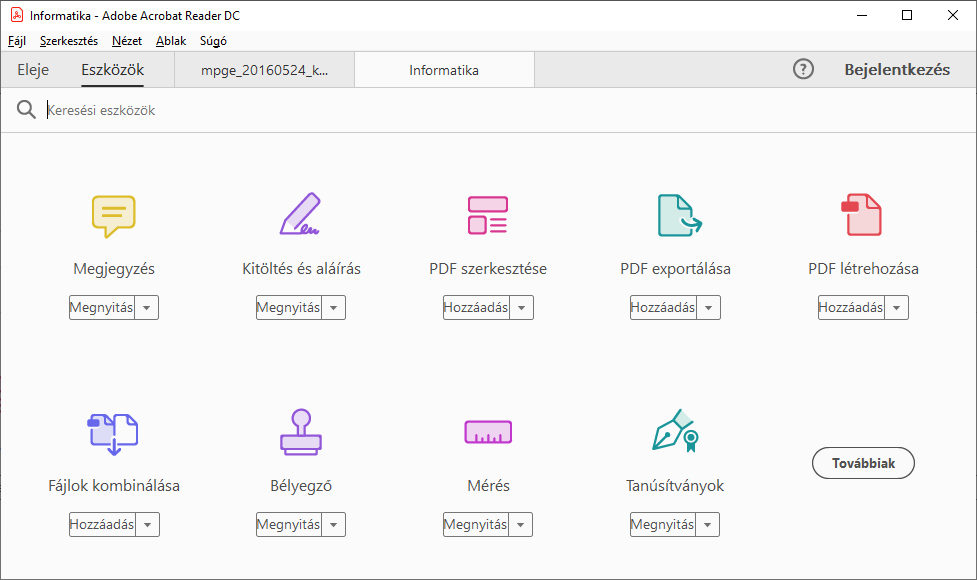 Informatika - Adobe Acrobat Reader DC
Fájl Szerkesztés Nézet Ablak Súgó
Eleje Eszközök mpge_20160524_k... Informatika ? Bejelentkezés
Keresési eszközök
Megjegyzés Kitöltés és aláírás PDF szerkesztése PDF exportálása PDF létrehozása
Megnyitás Megnyitás Hozzáadás Hozzáadás Hozzáadás
Fájlok kombinálása Bélyegző Mérés Tanúsítványok Továbbiak
Hozzáadás Megnyitás Megnyitás Megnyitás